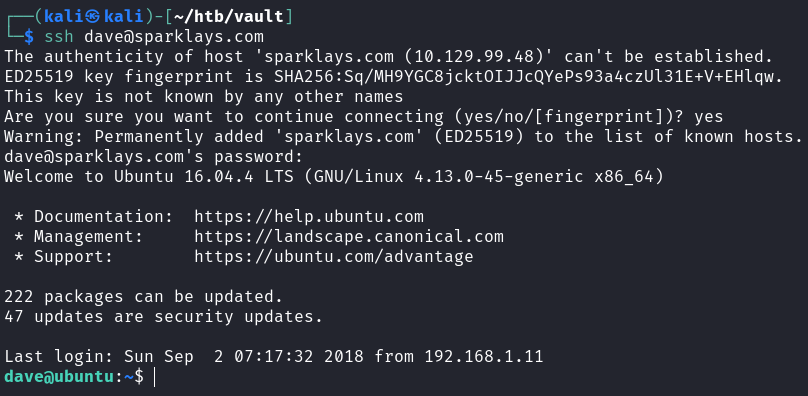 ┌──(kali㉿kali)-[~/htb/vault]
└─$ ssh dave@sparklays.com
The authenticity of host 'sparklays.com (10.129.99.48)' can't be established.
ED25519 key fingerprint is SHA256:Sq/MH9YGC8jcktOIJJcQYePs93a4czUl31E+V+EHlqw.
This key is not known by any other names
Are you sure you want to continue connecting (yes/no/[fingerprint])? yes
Warning: Permanently added 'sparklays.com' (ED25519) to the list of known hosts.
dave@sparklays.com's password:
Welcome to Ubuntu 16.04.4 LTS (GNU/Linux 4.13.0-45-generic x86_64)
* Documentation:  https://help.ubuntu.com
* Management:     https://landscape.canonical.com
* Support:        https://ubuntu.com/advantage
222 packages can be updated.
47 updates are security updates.
Last login: Sun Sep  2 07:17:32 2018 from 192.168.1.11
dave@ubuntu:~$